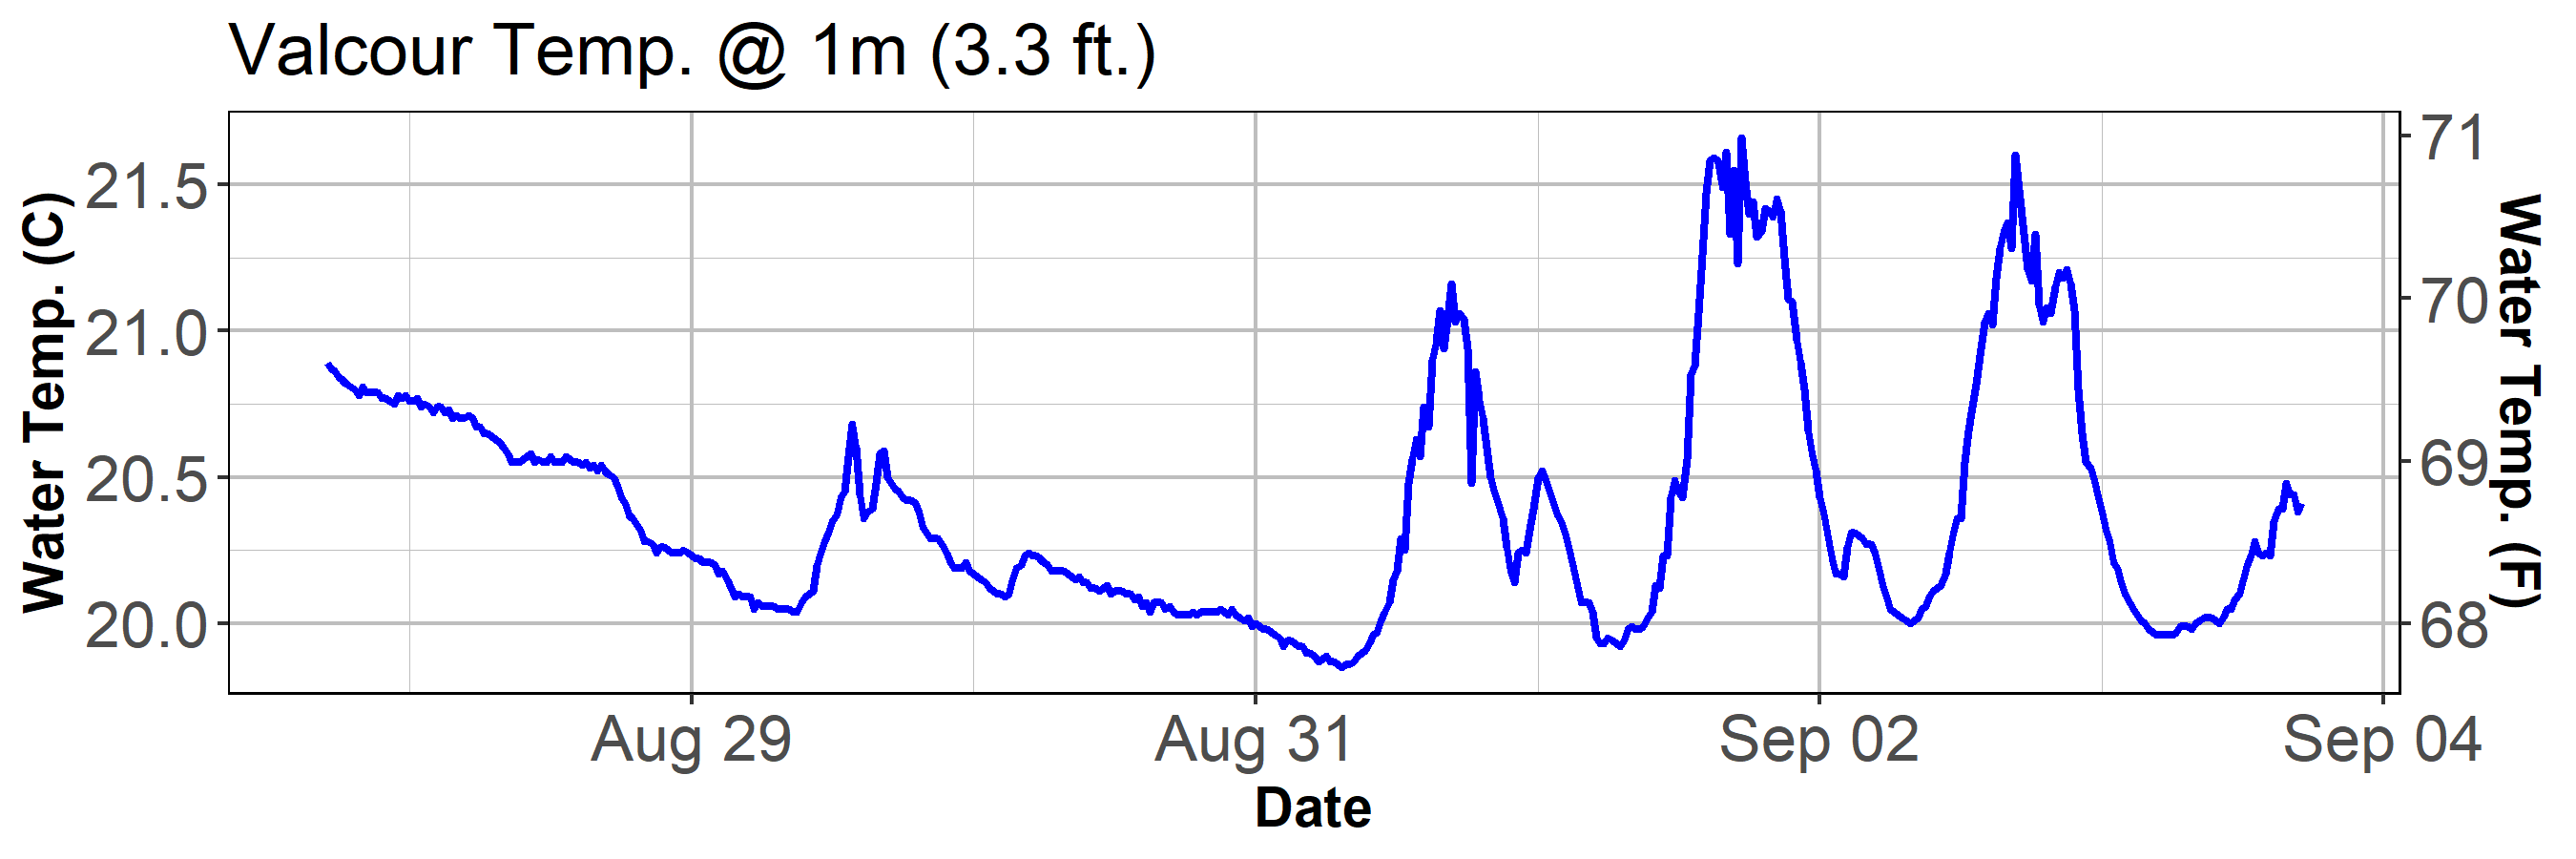 Valcour Temp. @ 1m (3.3 ft.)
Water Temp. (C)
21.5
21.0
20.5
20.0
71
70
69
68
Water Temp. (F)
Aug 29 Aug 31 Sep 02 Sep 04
Date